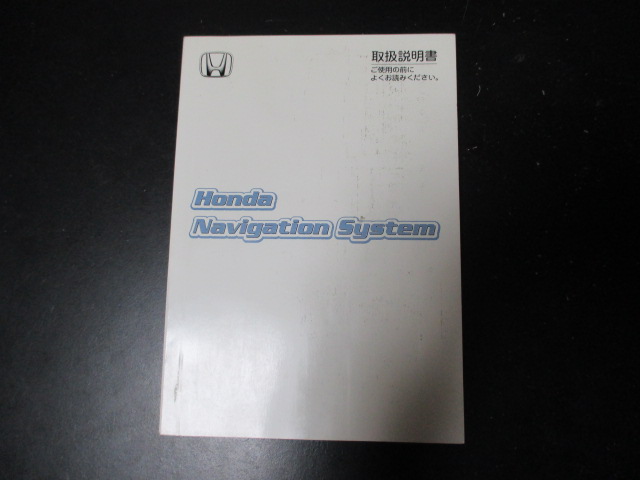 取扱説明書
ご使用の前に
よくお読みください。
Honda
Navigation System